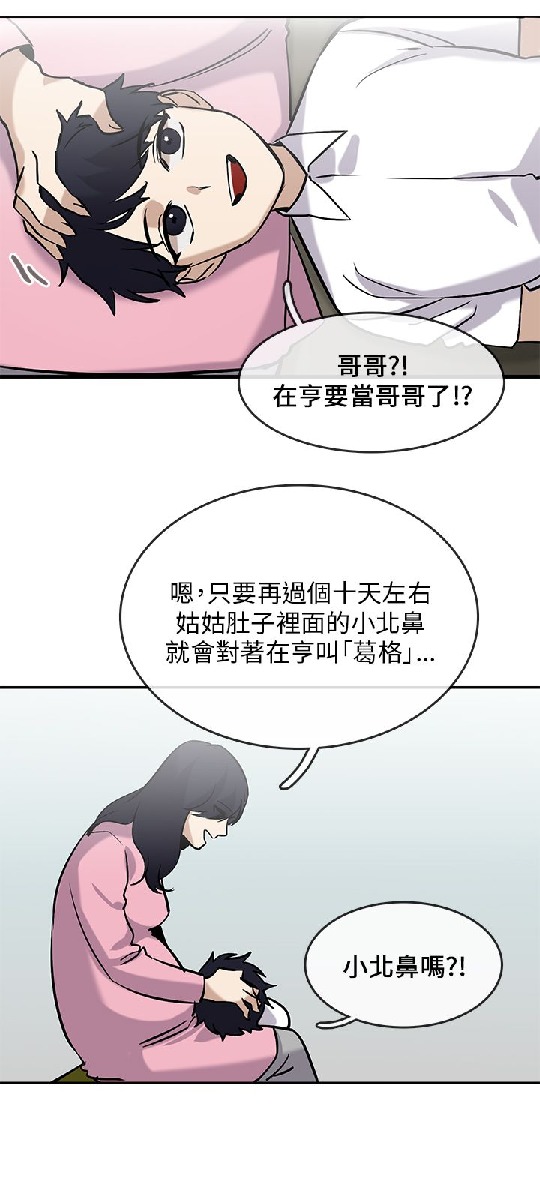 哥哥?!
在亨要當哥哥了!?
嗯,只要再過個十天左右
姑姑肚子裡面的小北鼻
就會對著在亨叫「葛格」...
小北鼻嗎?!